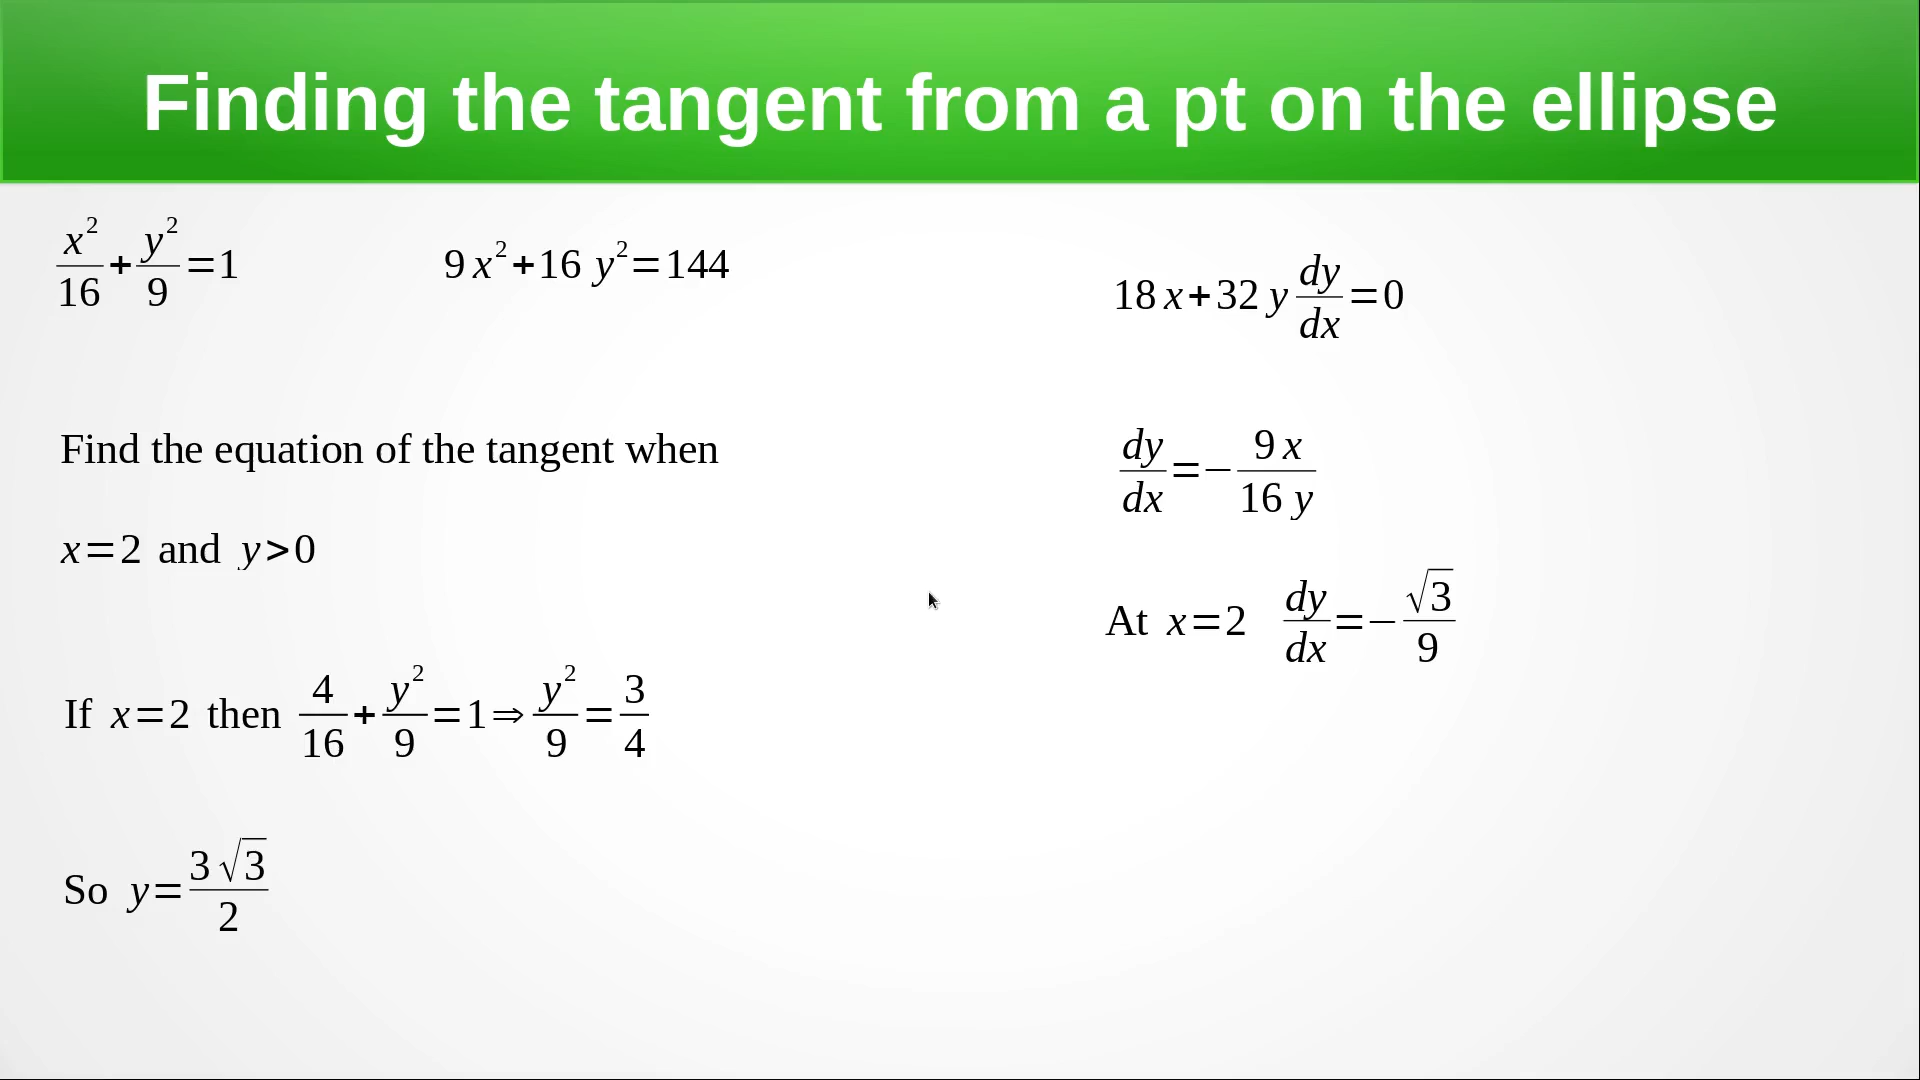 Finding the tangent from a pt on the ellipse
x²/16 + y²/9 = 1
9x² + 16y² = 144
Find the equation of the tangent when
x = 2 and y > 0
If x = 2 then 4/16 + y²/9 = 1 ⇒ y²/9 = 3/4
So y = 3√3/2
18x + 32y dy/dx = 0
dy/dx = − 9x/16y
At x = 2 dy/dx = − √3/9